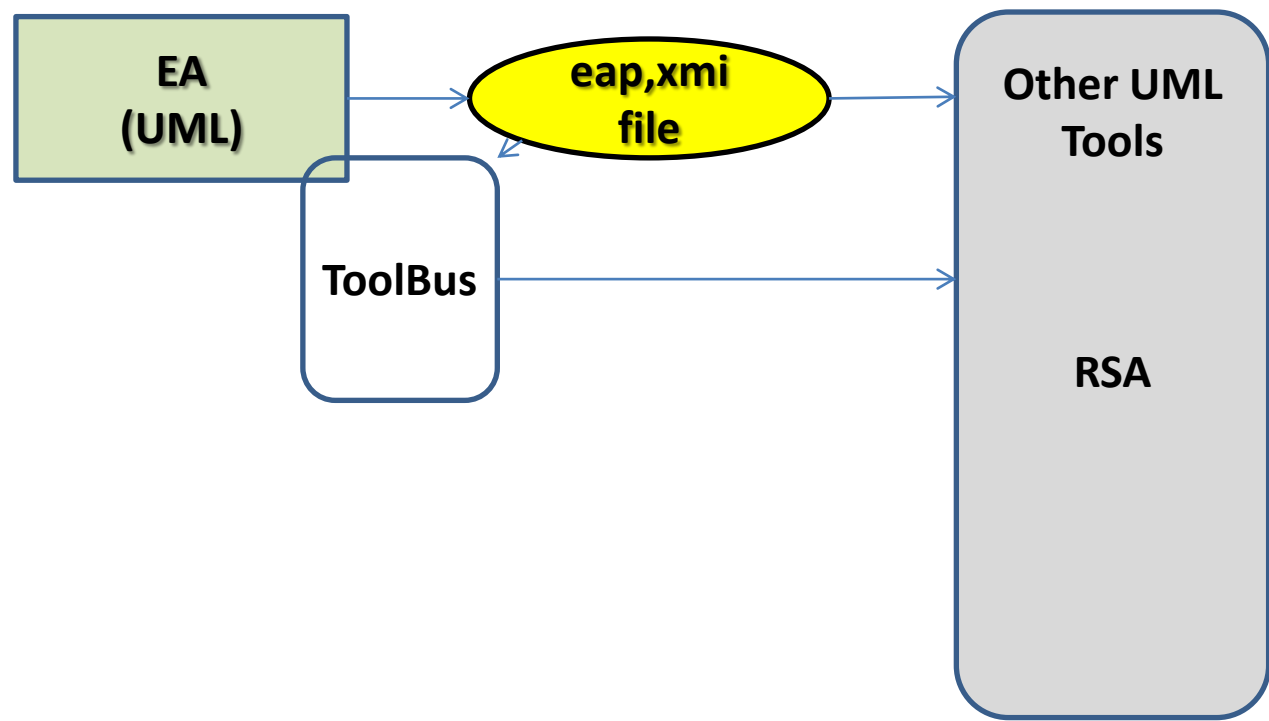 EA
(UML)
eap,xmi
file
Other UML
Tools
ToolBus
RSA